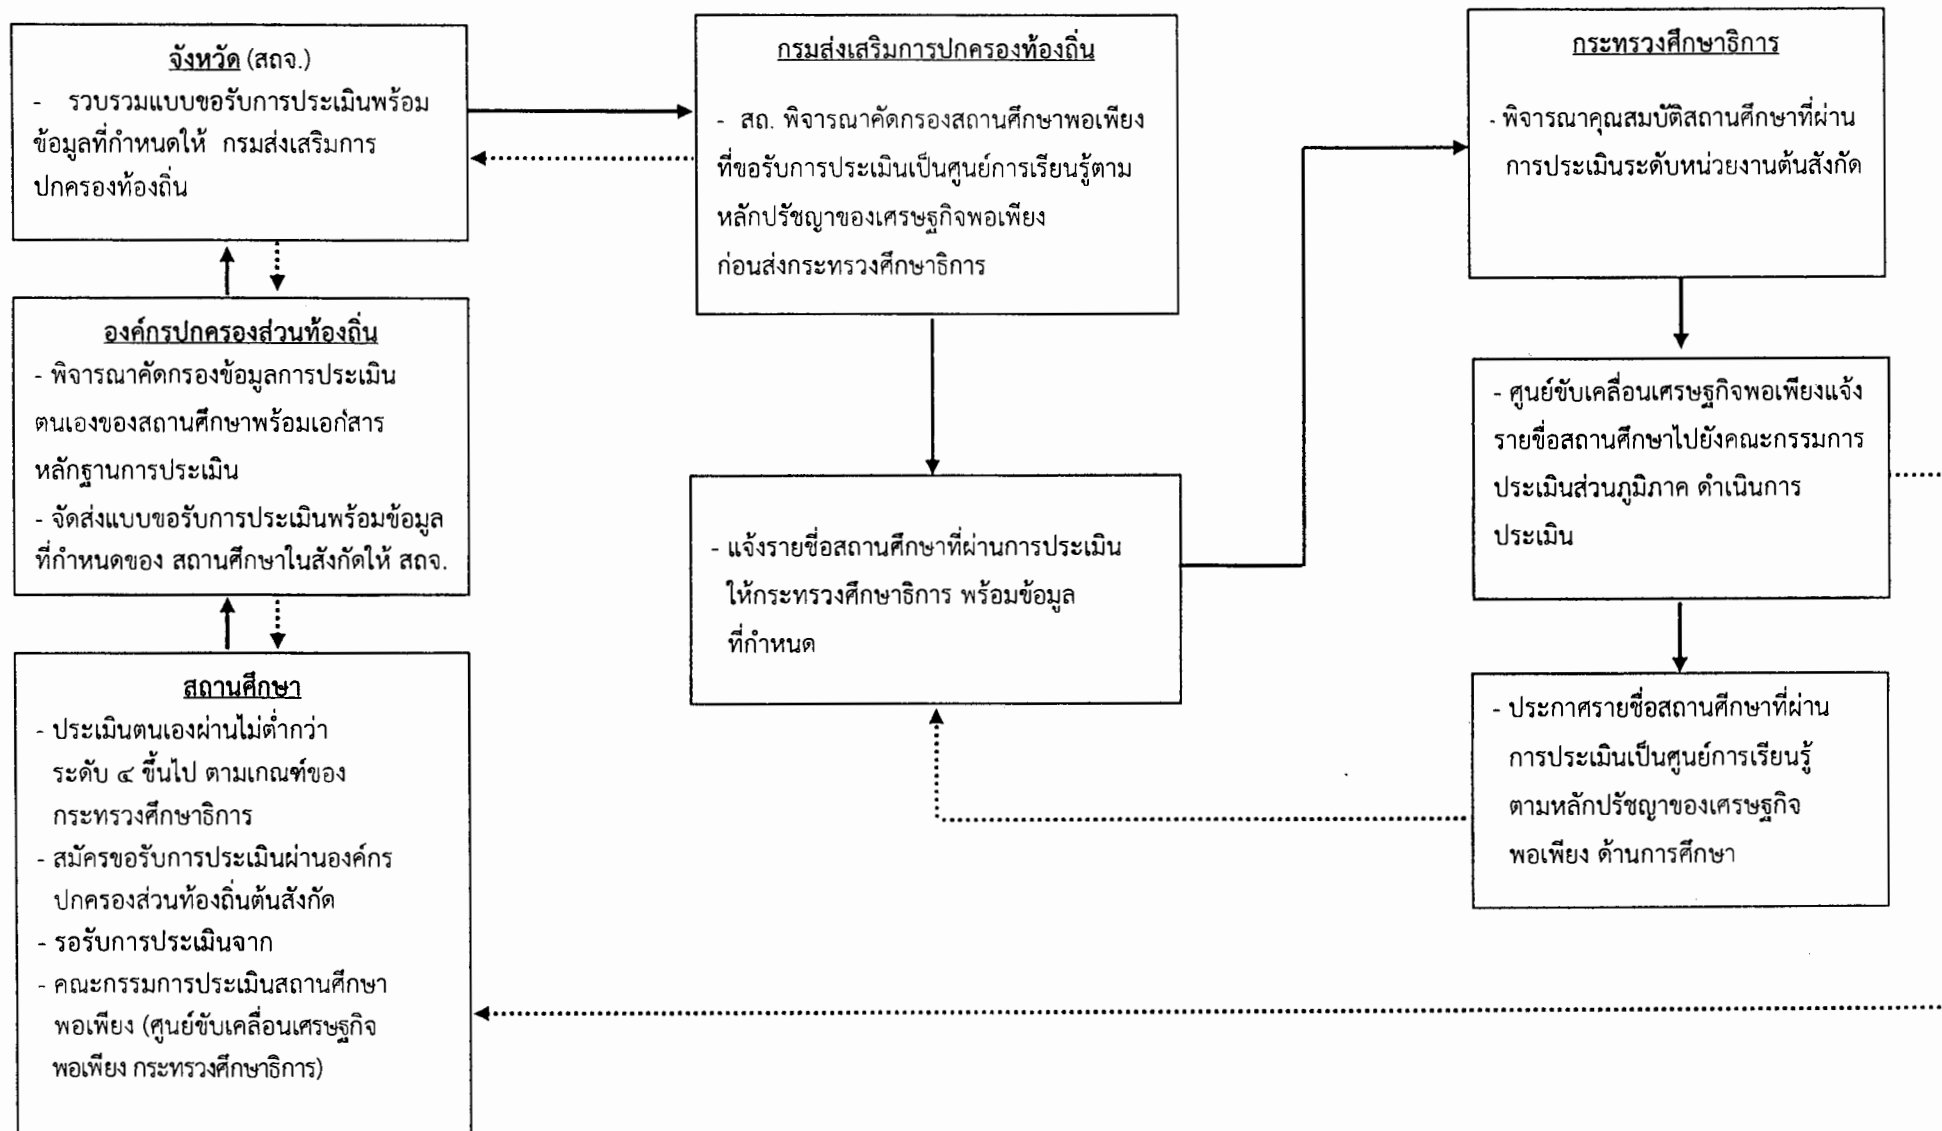 จังหวัด (สถจ.)
- รวบรวมแบบขอรับการประเมินพร้อม
ข้อมูลที่กำหนดให้ กรมส่งเสริมการ
ปกครองท้องถิ่น
องค์กรปกครองส่วนท้องถิ่น
- พิจารณาคัดกรองข้อมูลการประเมิน
ตนเองของสถานศึกษาพร้อมเอกสาร
หลักฐานการประเมิน
- จัดส่งแบบขอรับการประเมินพร้อมข้อมูล
ที่กำหนดของ สถานศึกษาในสังกัดให้ สถจ.
สถานศึกษา
- ประเมินตนเองผ่านไม่ต่ำกว่า
ระดับ ๔ ขึ้นไป ตามเกณฑ์ของ
กระทรวงศึกษาธิการ
- สมัครขอรับการประเมินผ่านองค์กร
ปกครองส่วนท้องถิ่นต้นสังกัด
- รอรับการประเมินจาก
- คณะกรรมการประเมินสถานศึกษา
พอเพียง (ศูนย์ขับเคลื่อนเศรษฐกิจ
พอเพียง กระทรวงศึกษาธิการ)
กรมส่งเสริมการปกครองท้องถิ่น
- สถ. พิจารณาคัดกรองสถานศึกษาพอเพียง
ที่ขอรับการประเมินเป็นศูนย์การเรียนรู้ตาม
หลักปรัชญาของเศรษฐกิจพอเพียง
ก่อนส่งกระทรวงศึกษาธิการ
- แจ้งรายชื่อสถานศึกษาที่ผ่านการประเมิน
ให้กระทรวงศึกษาธิการ พร้อมข้อมูล
ที่กำหนด
กระทรวงศึกษาธิการ
- พิจารณาคุณสมบัติสถานศึกษาที่ผ่าน
การประเมินระดับหน่วยงานต้นสังกัด
- ศูนย์ขับเคลื่อนเศรษฐกิจพอเพียงแจ้ง
รายชื่อสถานศึกษาไปยังคณะกรรมการ
ประเมินส่วนภูมิภาค ดำเนินการ
ประเมิน
- ประกาศรายชื่อสถานศึกษาที่ผ่าน
การประเมินเป็นศูนย์การเรียนรู้
ตามหลักปรัชญาของเศรษฐกิจ
พอเพียง ด้านการศึกษา